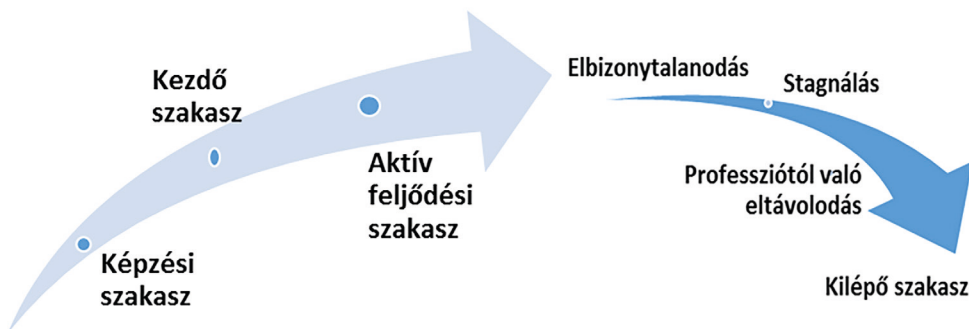 Képzési
szakasz
Kezdő
szakasz
Aktív
feljődési
szakasz
Elbizonytalanodás
Stagnálás
Professziótól való
eltávolodás
Kilépő szakasz